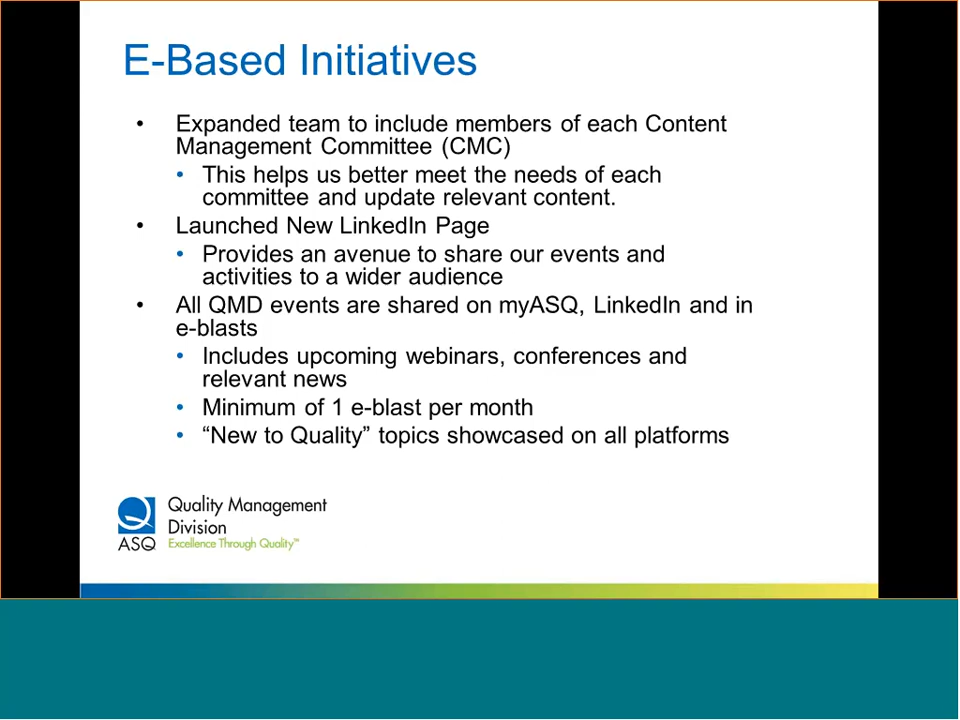 E-Based Initiatives
• Expanded team to include members of each Content
Management Committee (CMC)
• This helps us better meet the needs of each
committee and update relevant content.
• Launched New LinkedIn Page
• Provides an avenue to share our events and
activities to a wider audience
• All QMD events are shared on myASQ, LinkedIn and in
e-blasts
• Includes upcoming webinars, conferences and
relevant news
• Minimum of 1 e-blast per month
• “New to Quality” topics showcased on all platforms
Quality Management
Division
ASQ Excellence Through Quality™